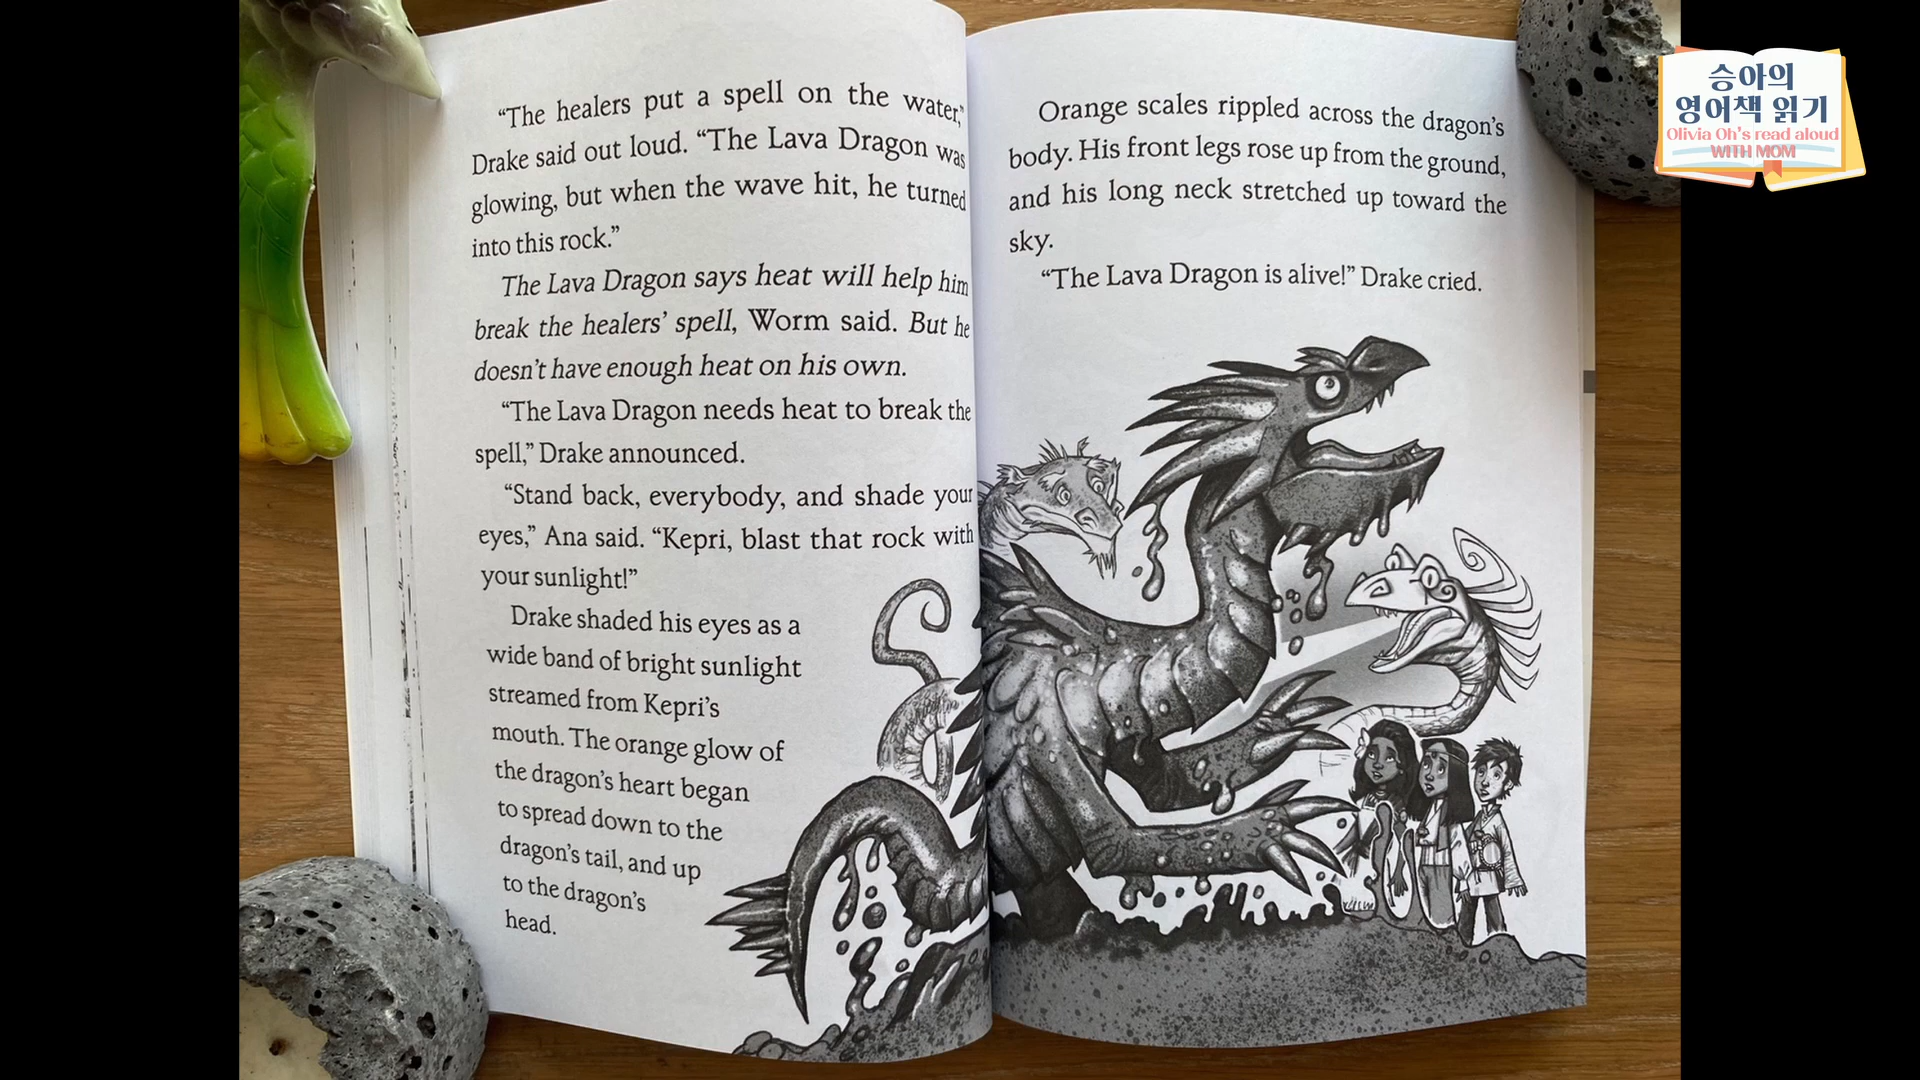 “The healers put a spell on the water,”
Drake said out loud. “The Lava Dragon was
glowing, but when the wave hit, he turned
into this rock.”
The Lava Dragon says heat will help him
break the healers’ spell, Worm said. But he
doesn’t have enough heat on his own.
“The Lava Dragon needs heat to break the
spell,” Drake announced.
“Stand back, everybody, and shade your
eyes,” Ana said. “Kepri, blast that rock with
your sunlight!”
Drake shaded his eyes as a
wide band of bright sunlight
streamed from Kepri’s
mouth. The orange glow of
the dragon’s heart began
to spread down to the
dragon’s tail, and up
to the dragon’s
head.
Orange scales rippled across the dragon’s
body. His front legs rose up from the ground,
and his long neck stretched up toward the
sky.
“The Lava Dragon is alive!” Drake cried.
승아의
영어책 읽기
Olivia Oh's read aloud
WITH MOM